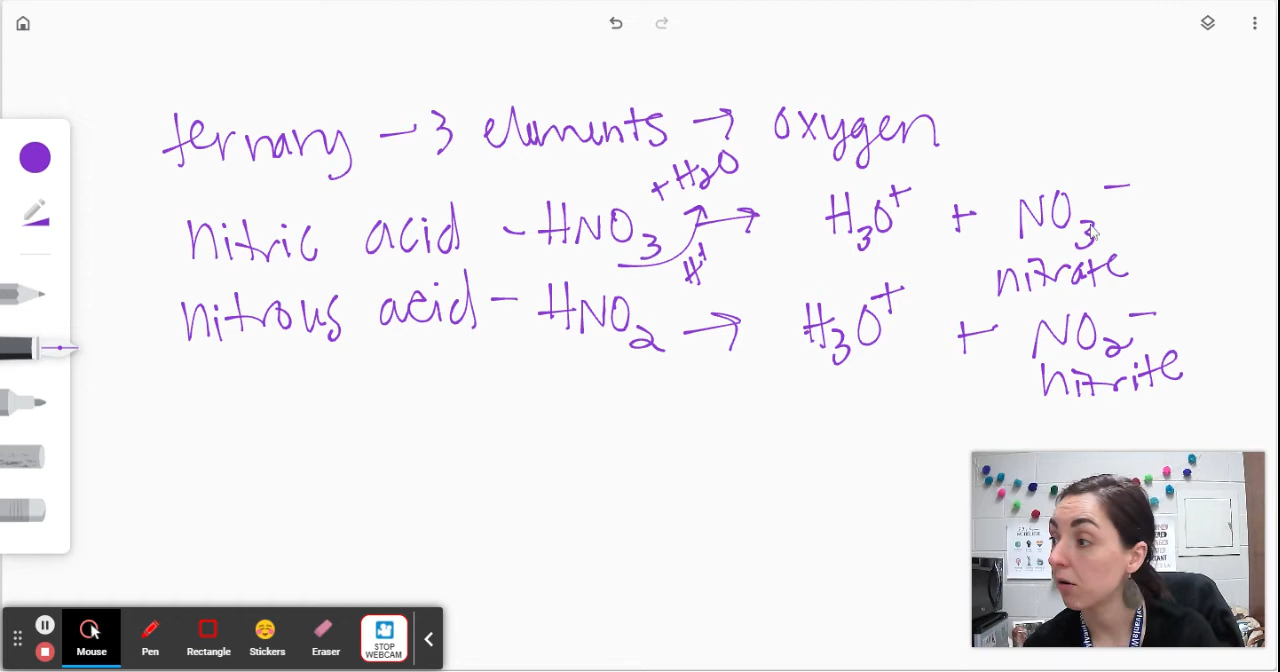 ternary - 3 elements → oxygen
+ H₂O
nitric acid - HNO₃ → H₃O⁺ + NO₃⁻
H⁺
nitrate
nitrous acid - HNO₂ → H₃O⁺ + NO₂⁻
nitrite
Mouse
Pen
Rectangle
Stickers
Eraser
STOP
WEBCAM